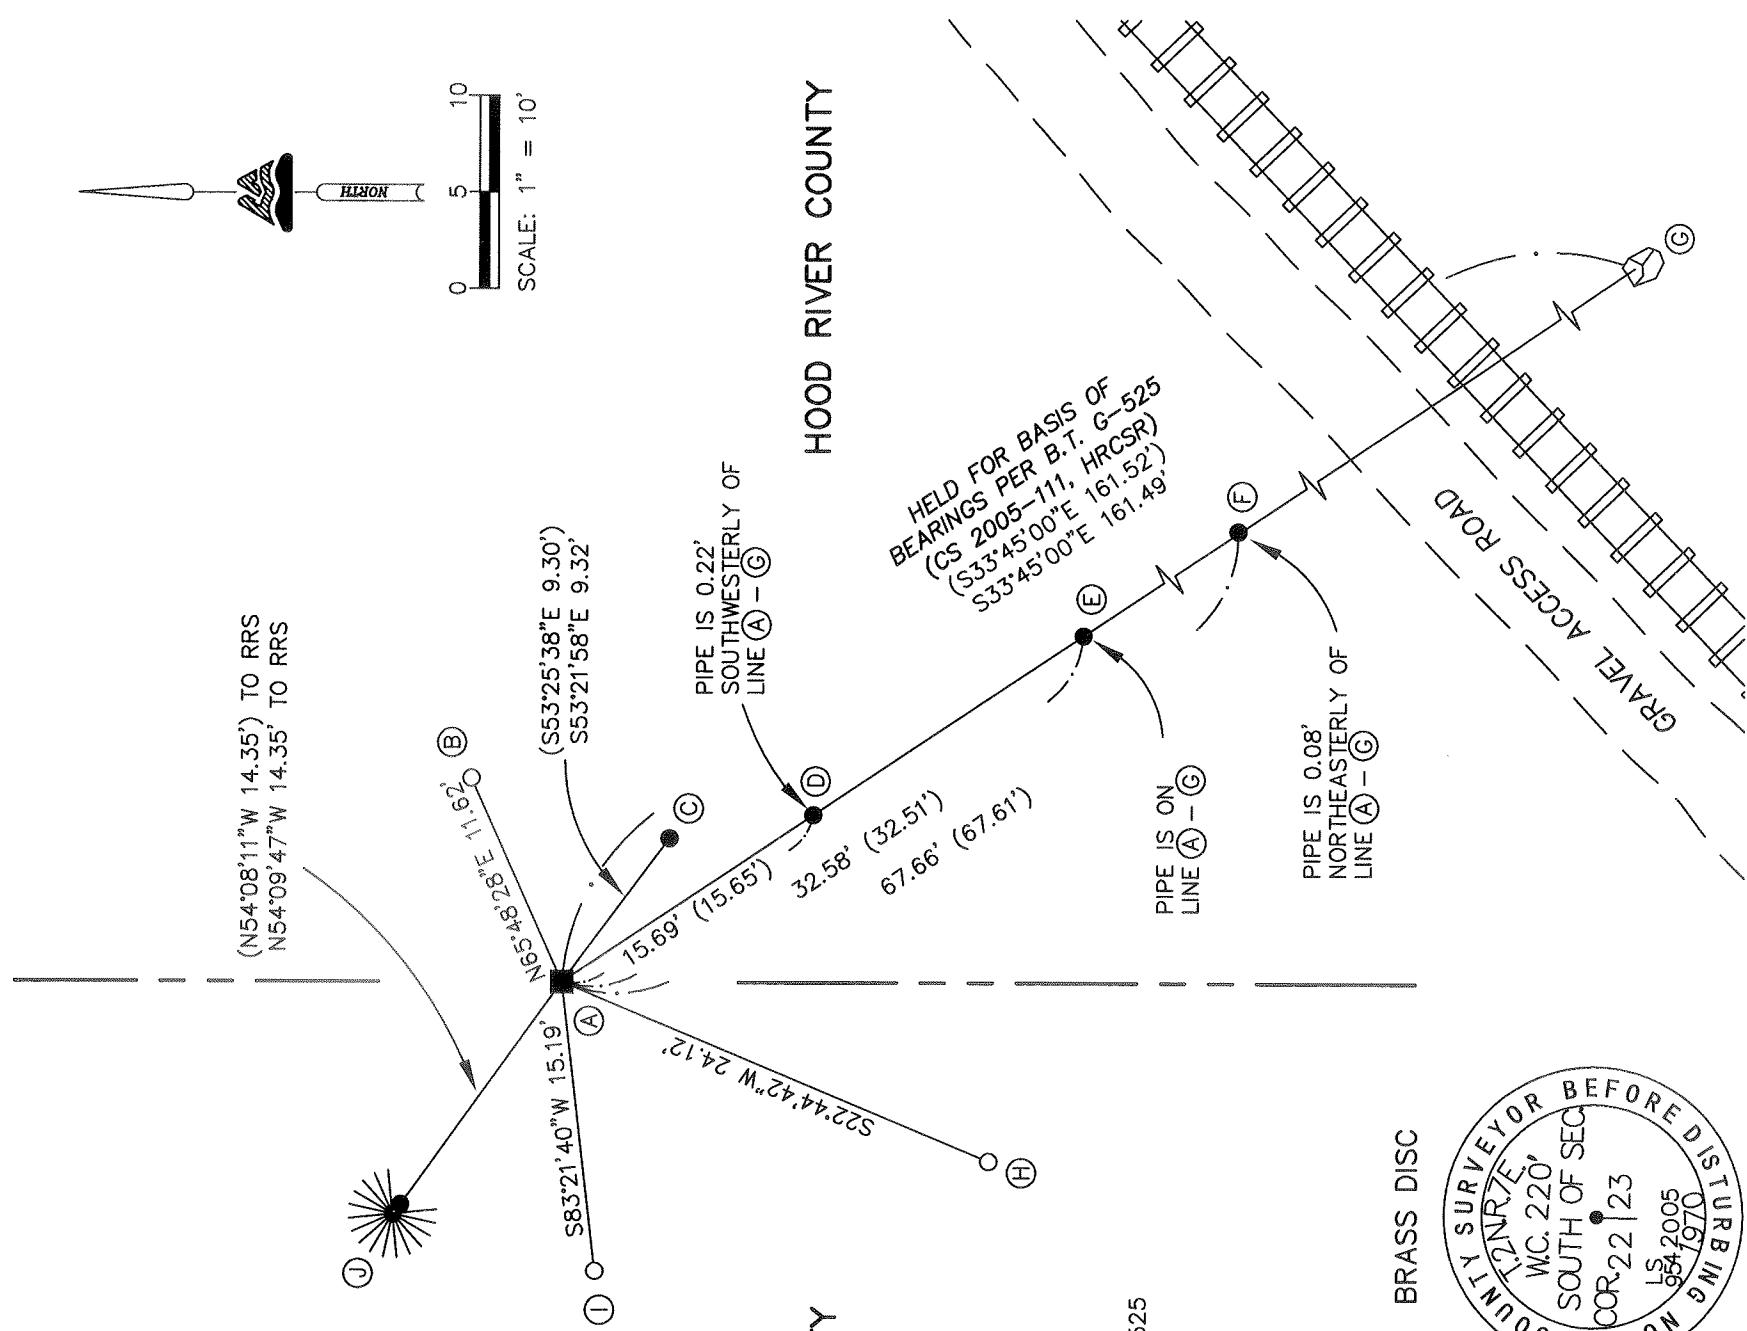 NORTH
0 5 10
SCALE: 1" = 10'
HOOD RIVER COUNTY
(N54°08'11"W 14.35') TO RRS
N54°09'47"W 14.35' TO RRS
(S53°25'38"E 9.30')
S53°21'58"E 9.32'
B
N65°48'28"E 11.62'
C
PIPE IS 0.22'
SOUTHWESTERLY OF
LINE A - G
D
HELD FOR BASIS OF
BEARINGS PER B.T. G-525
(CS 2005-111, HRCSR)
(S33°45'00"E 161.52')
S33°45'00"E 161.49'
E
F
G
15.69' (15.65')
32.58' (32.51')
67.66' (67.61')
PIPE IS ON
LINE A - G
PIPE IS 0.08'
NORTHEASTERLY OF
LINE A - G
GRAVEL ACCESS ROAD
A
J
S83°21'40"W 15.19'
I
S22°44'42"W 24.12'
H
525
BRASS DISC
COUNTY SURVEYOR BEFORE DISTURBING
T.2N.R.7E.
W.C. 220'
SOUTH OF SEC
COR. 22 23
LS
954 2005
1970